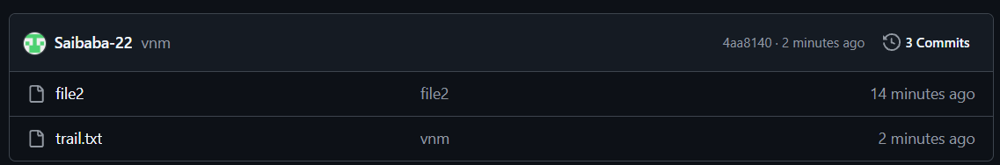 Saibaba-22 vnm 4aa8140 · 2 minutes ago 3 Commits
file2 file2 14 minutes ago
trail.txt vnm 2 minutes ago